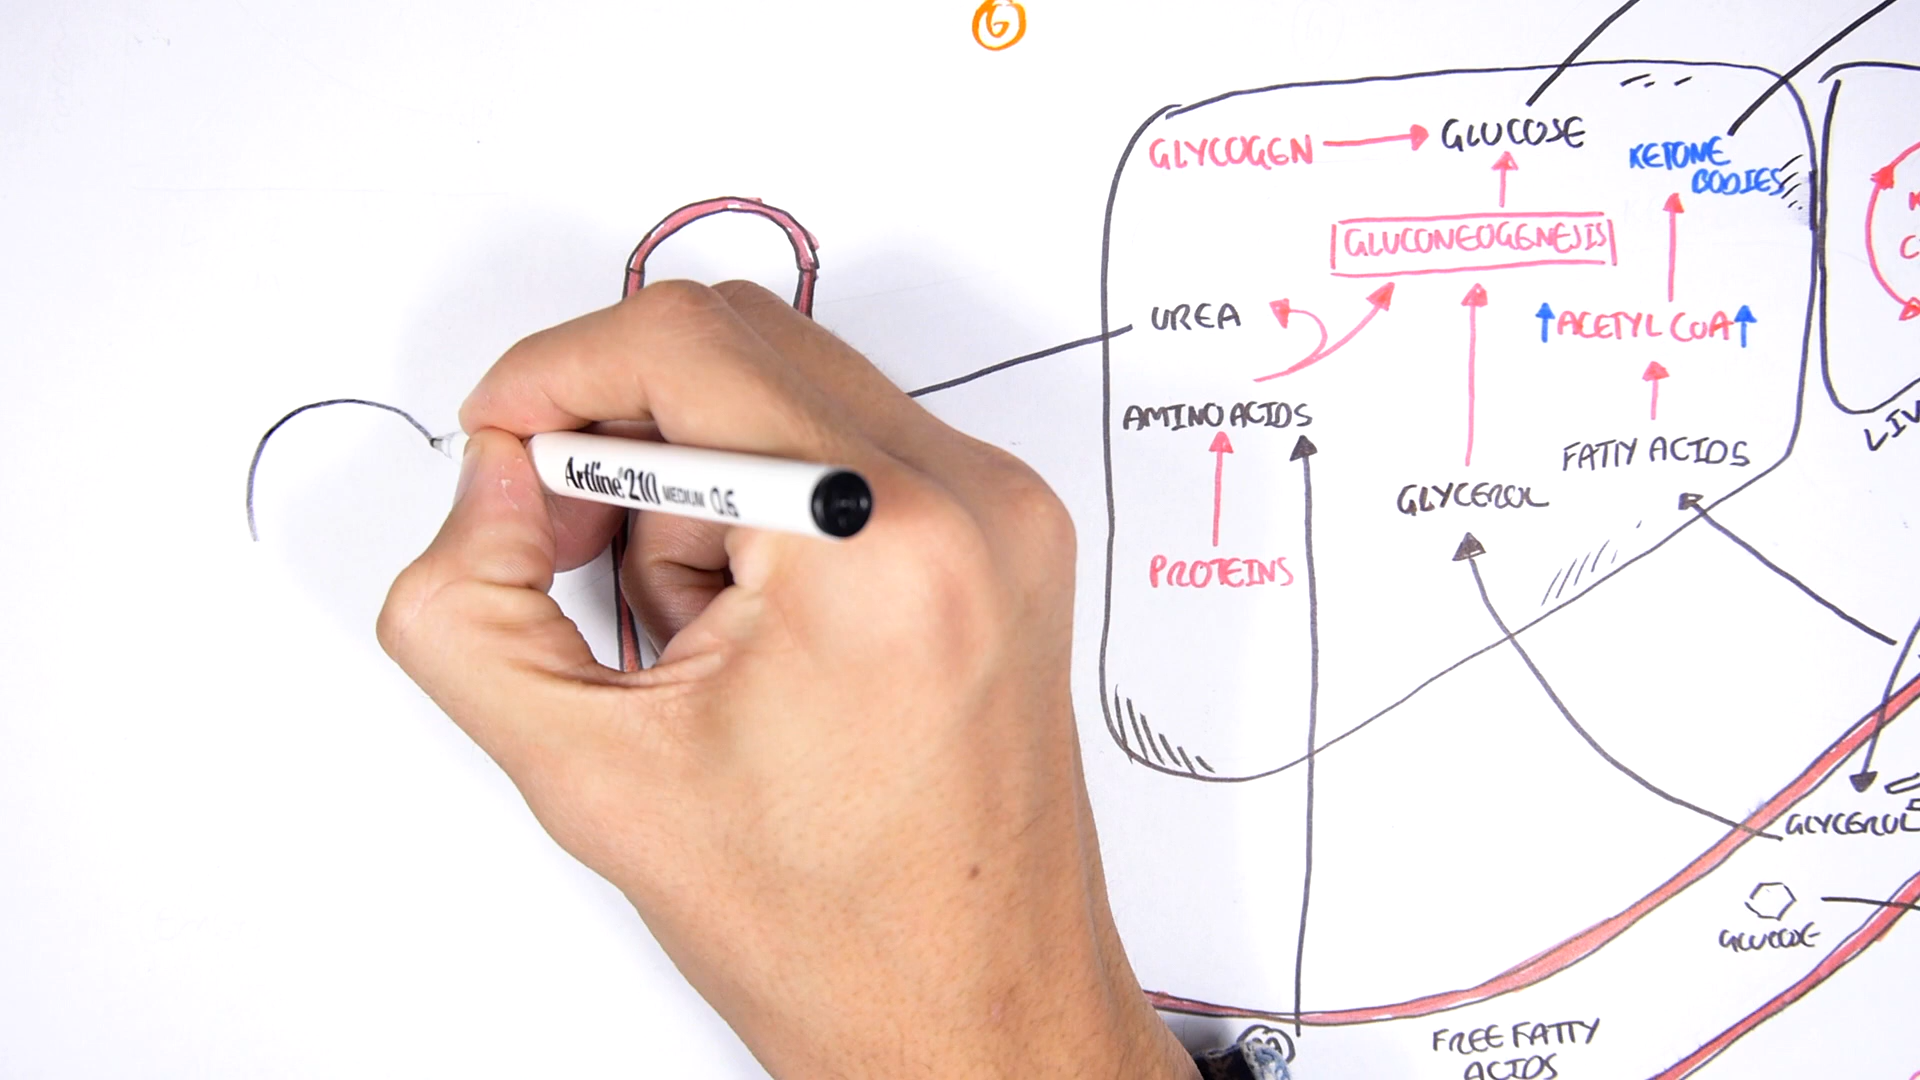 G
GLYCOGEN
GLUCOSE
KETONE
BODIES
GLUCONEOGENESIS
UREA
ACETYL COA
AMINO ACIDS
FATTY ACIDS
LIV
GLYCEROL
Artline 210 MEDIUM 0.6
PROTEINS
GLYCEROL
GLUCOSE
FREE FATTY
ACIDS